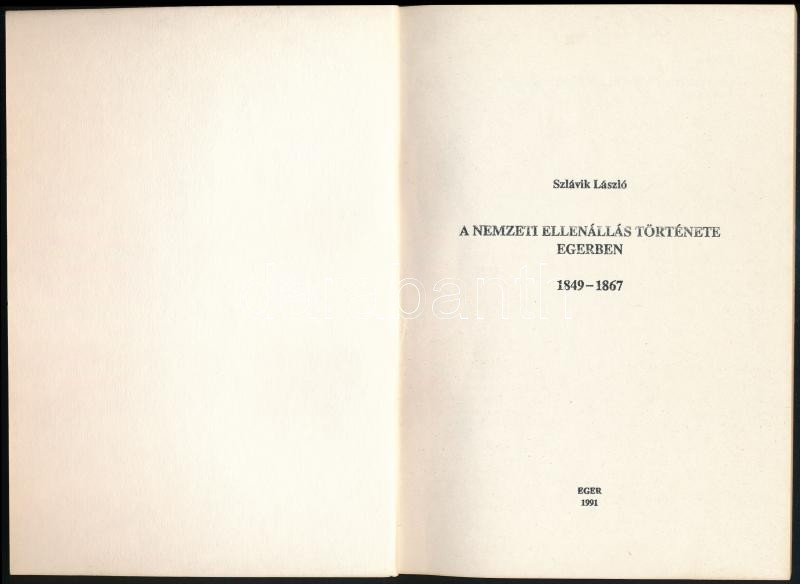 Szlávik László
A NEMZETI ELLENÁLLÁS TÖRTÉNETE
EGERBEN
1849–1867
EGER
1991